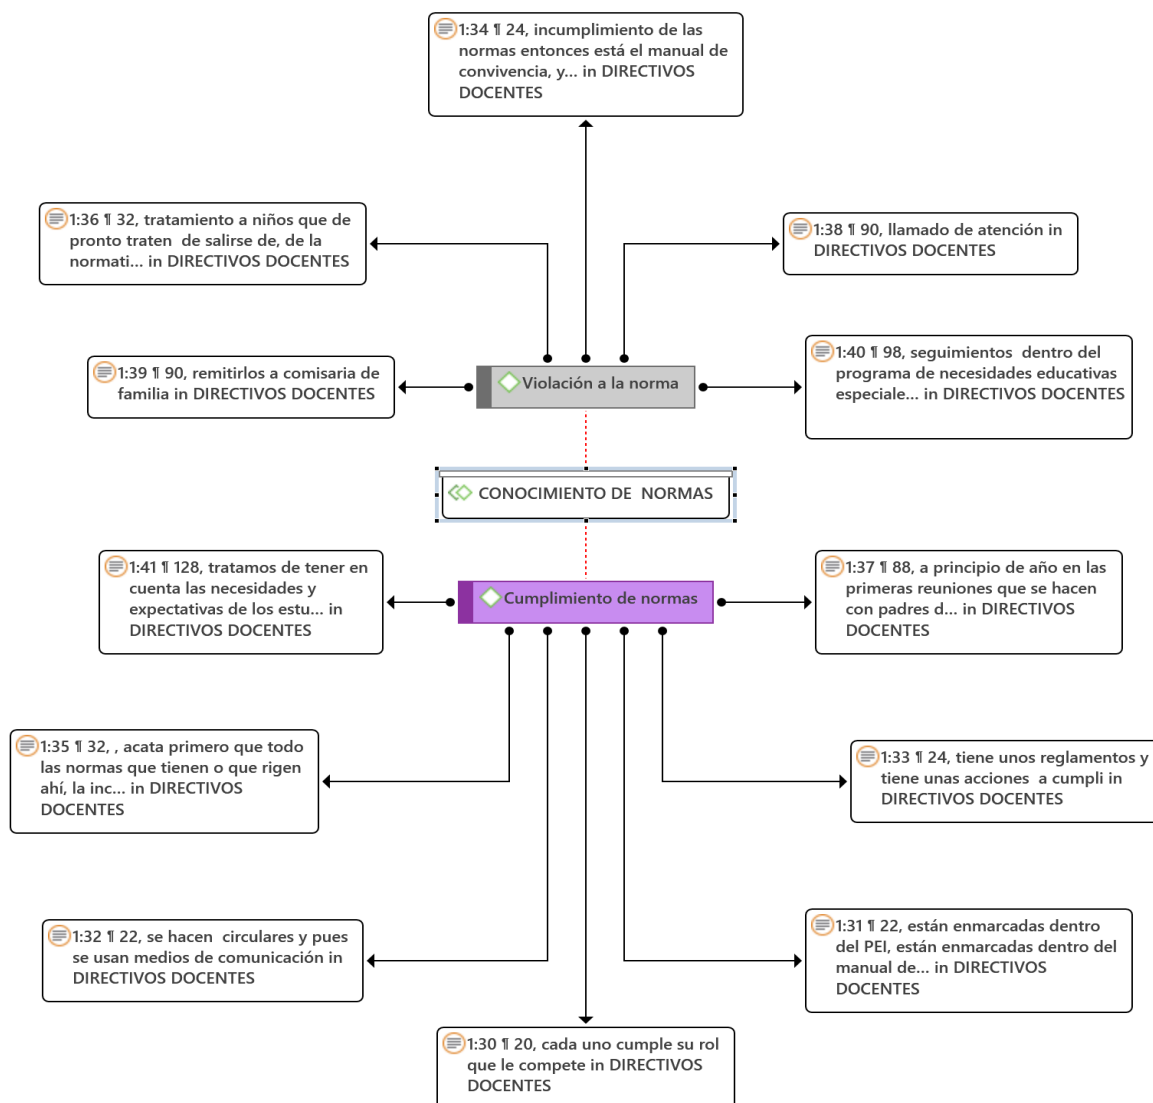 1:34 ¶ 24, incumplimiento de las
normas entonces está el manual de
convivencia, y… in DIRECTIVOS
DOCENTES
1:36 ¶ 32, tratamiento a niños que de
pronto traten  de salirse de, de la
normati… in DIRECTIVOS DOCENTES
1:38 ¶ 90, llamado de atención in
DIRECTIVOS DOCENTES
1:39 ¶ 90, remitirlos a comisaria de
familia in DIRECTIVOS DOCENTES
Violación a la norma
1:40 ¶ 98, seguimientos  dentro del
programa de necesidades educativas
especiale… in DIRECTIVOS DOCENTES
CONOCIMIENTO DE  NORMAS
1:41 ¶ 128, tratamos de tener en
cuenta las necesidades y
expectativas de los estu… in
DIRECTIVOS DOCENTES
Cumplimiento de normas
1:37 ¶ 88, a principio de año en las
primeras reuniones que se hacen
con padres d… in DIRECTIVOS
DOCENTES
1:35 ¶ 32, , acata primero que todo
las normas que tienen o que rigen
ahí, la inc… in DIRECTIVOS
DOCENTES
1:33 ¶ 24, tiene unos reglamentos y
tiene unas acciones  a cumpli in
DIRECTIVOS DOCENTES
1:32 ¶ 22, se hacen  circulares y pues
se usan medios de comunicación in
DIRECTIVOS DOCENTES
1:31 ¶ 22, están enmarcadas dentro
del PEI, están enmarcadas dentro del
manual de… in DIRECTIVOS
DOCENTES
1:30 ¶ 20, cada uno cumple su rol
que le compete in DIRECTIVOS
DOCENTES